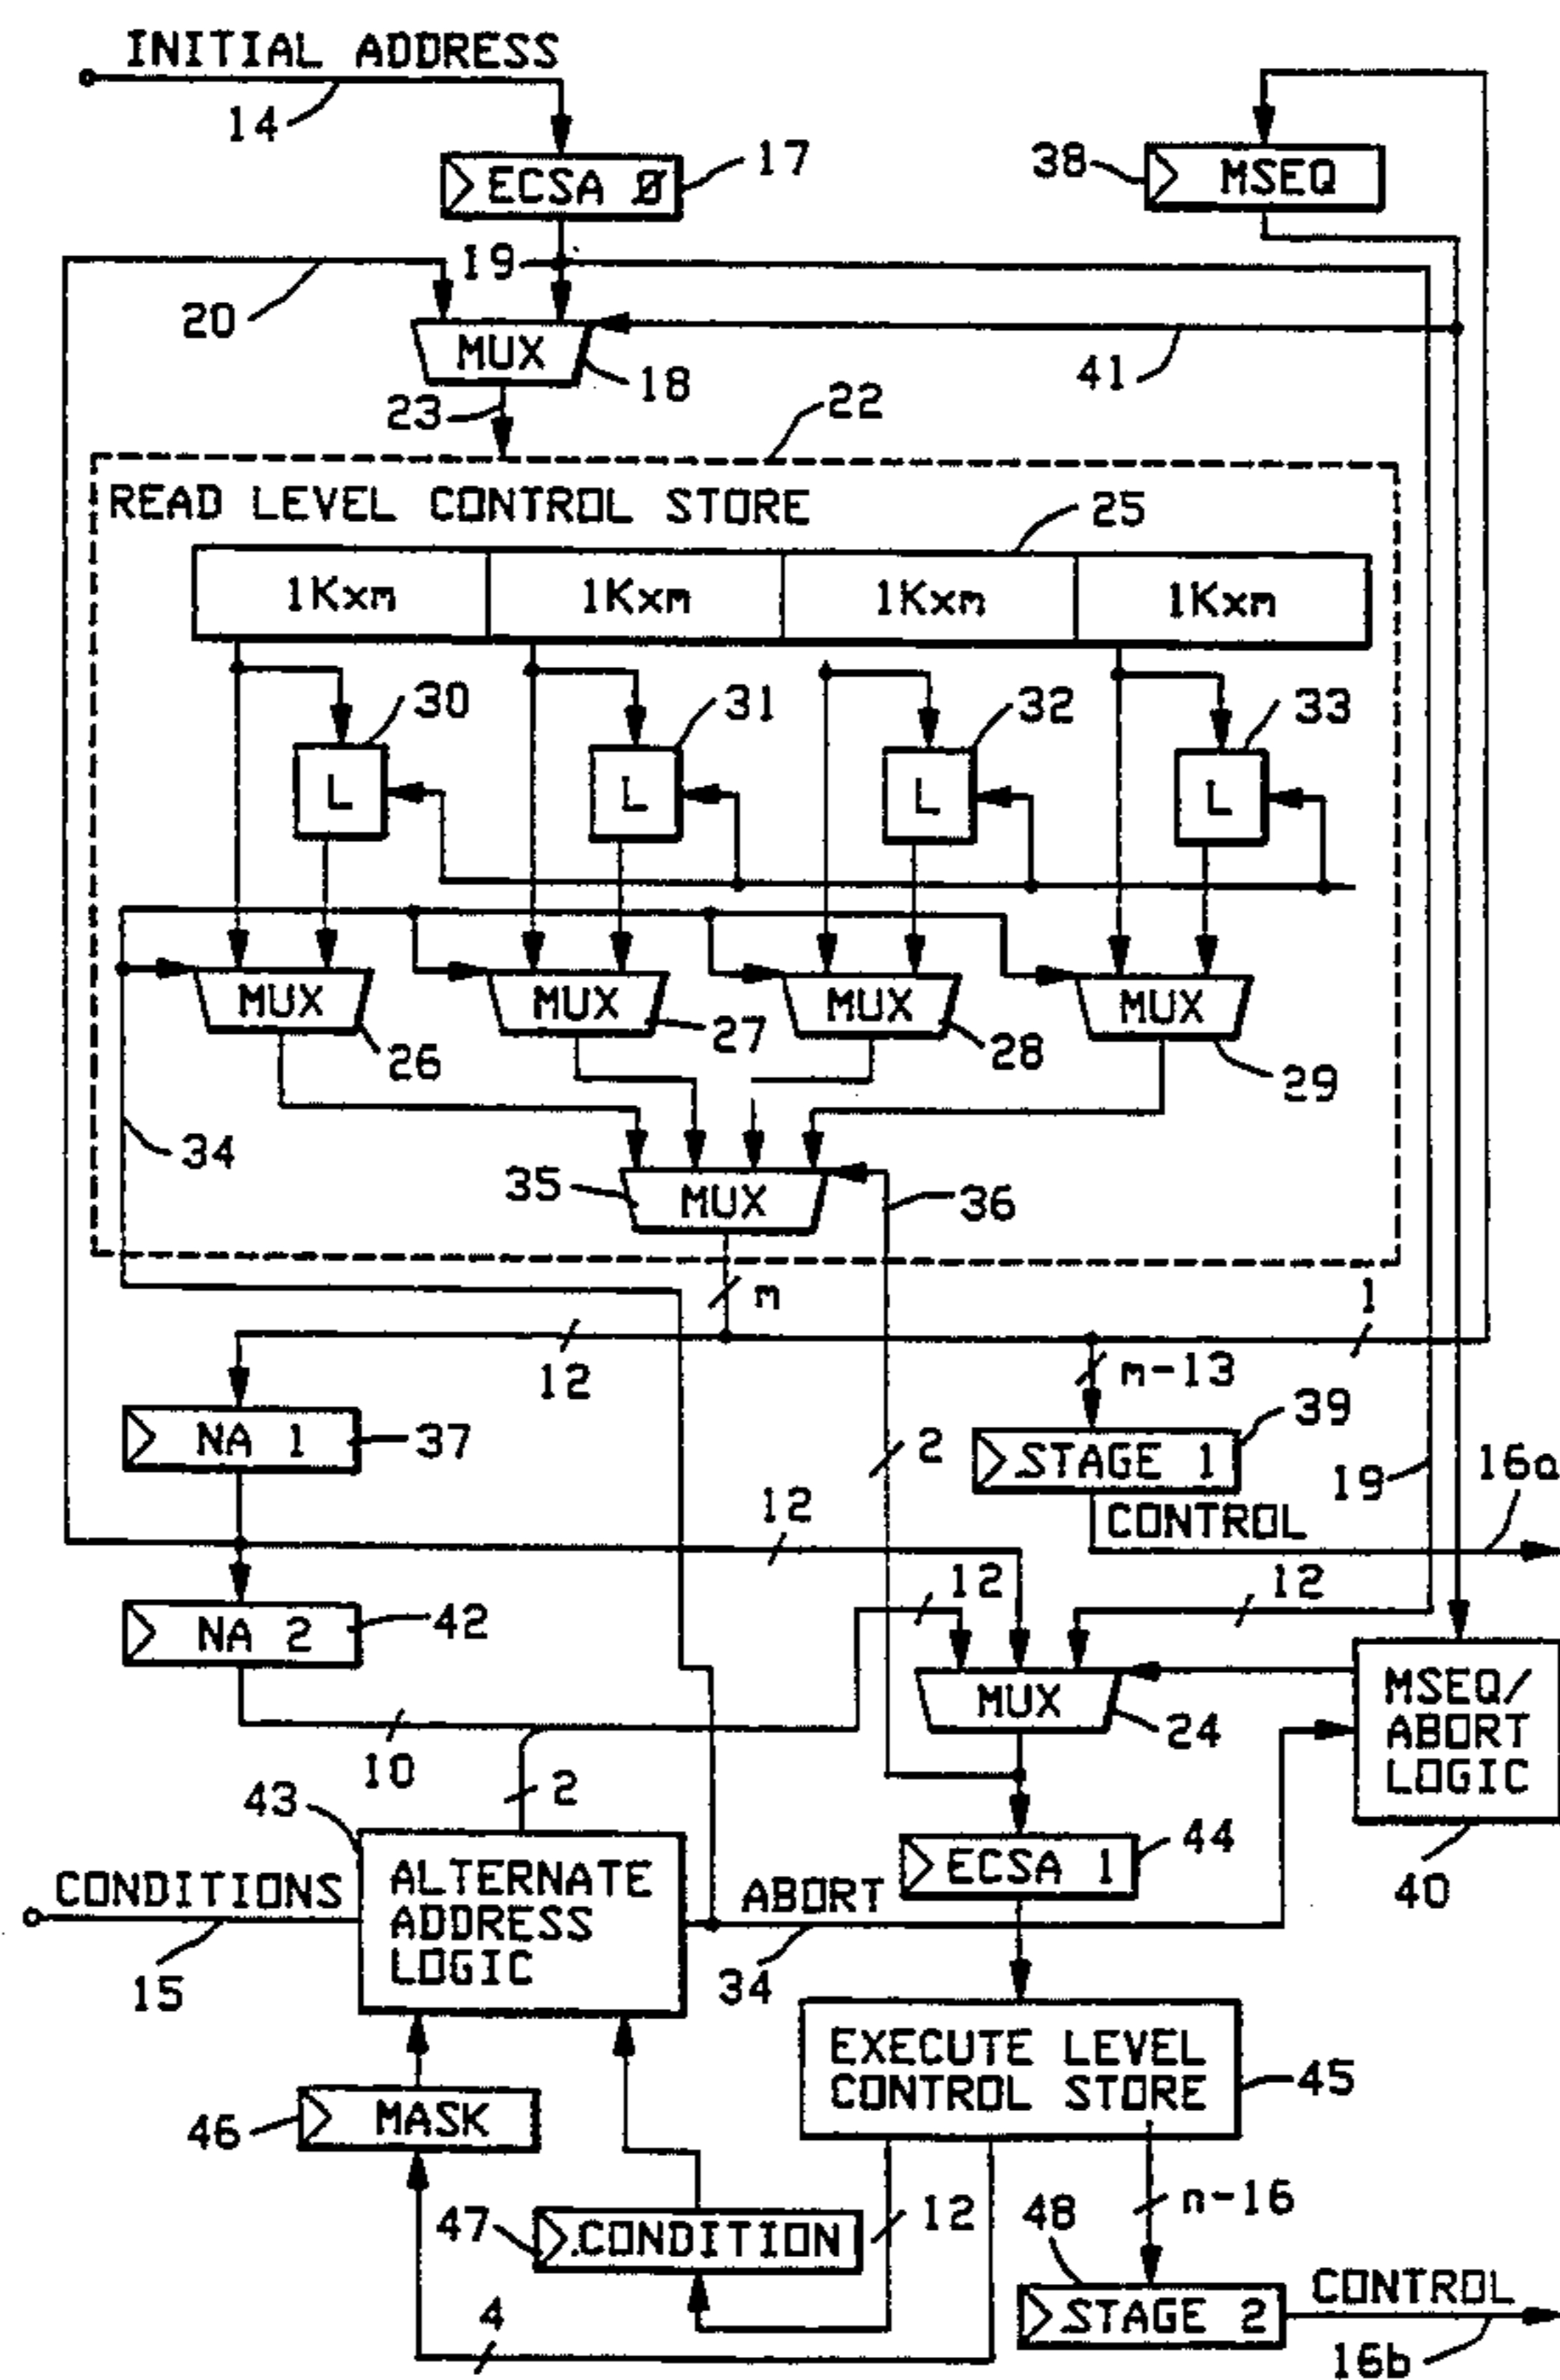 INITIAL ADDRESS
14
ECSA 0
17
38
MSEQ
19
20
MUX
18
41
23
22
READ LEVEL CONTROL STORE
25
1Kxm
1Kxm
1Kxm
1Kxm
30
31
32
33
L
L
L
L
MUX
MUX
MUX
MUX
26
27
28
29
34
35
MUX
36
m
1
12
m-13
NA 1
37
2
STAGE 1
39
19
16a
CONTROL
12
12
12
NA 2
42
MUX
24
MSEQ/
ABORT
LOGIC
10
2
43
ECSA 1
44
40
CONDITIONS
15
ALTERNATE
ADDRESS
LOGIC
ABORT
34
EXECUTE LEVEL
CONTROL STORE
45
46
MASK
47
CONDITION
12
n-16
48
4
STAGE 2
CONTROL
16b